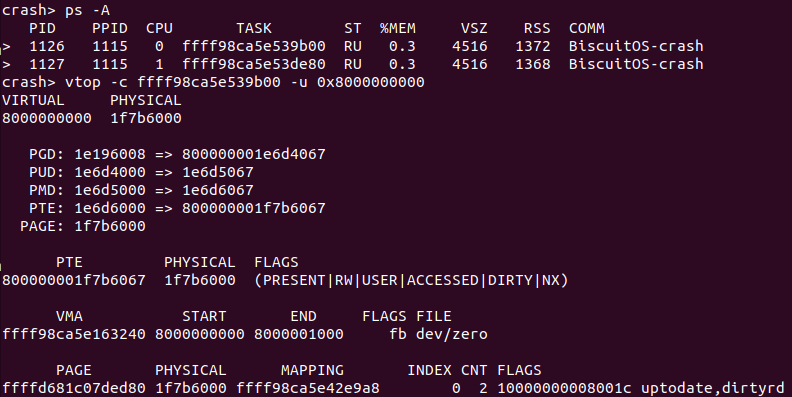 crash> ps -A
PID PPID CPU TASK ST %MEM VSZ RSS COMM
> 1126 1115 0 ffff98ca5e539b00 RU 0.3 4516 1372 BiscuitOS-crash
> 1127 1115 1 ffff98ca5e53de80 RU 0.3 4516 1368 BiscuitOS-crash
crash> vtop -c ffff98ca5e539b00 -u 0x8000000000
VIRTUAL PHYSICAL
8000000000 1f7b6000
PGD: 1e196008 => 800000001e6d4067
PUD: 1e6d4000 => 1e6d5067
PMD: 1e6d5000 => 1e6d6067
PTE: 1e6d6000 => 800000001f7b6067
PAGE: 1f7b6000
PTE PHYSICAL FLAGS
800000001f7b6067 1f7b6000 (PRESENT|RW|USER|ACCESSED|DIRTY|NX)
VMA START END FLAGS FILE
ffff98ca5e163240 8000000000 8000001000 fb dev/zero
PAGE PHYSICAL MAPPING INDEX CNT FLAGS
ffffd681c07ded80 1f7b6000 ffff98ca5e42e9a8 0 2 10000000008001c uptodate,dirtyrd